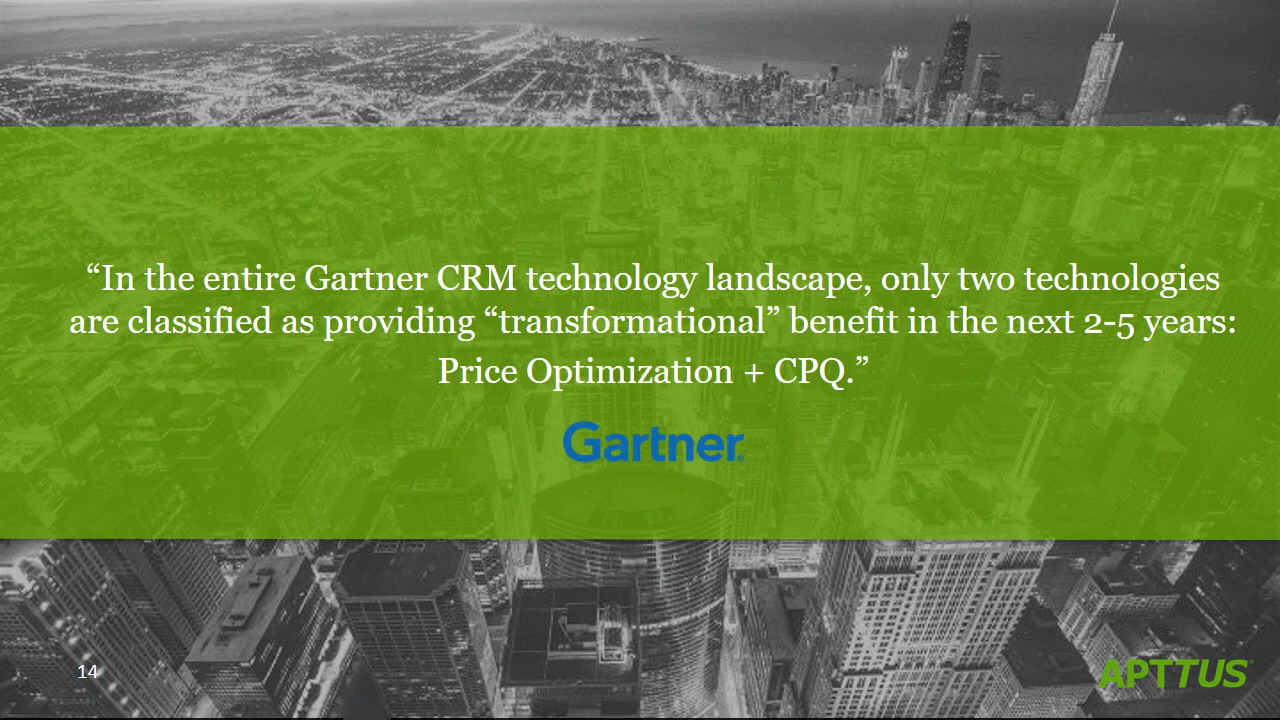 “In the entire Gartner CRM technology landscape, only two technologies
are classified as providing “transformational” benefit in the next 2-5 years:
Price Optimization + CPQ.”
Gartner.
14
APTTUS